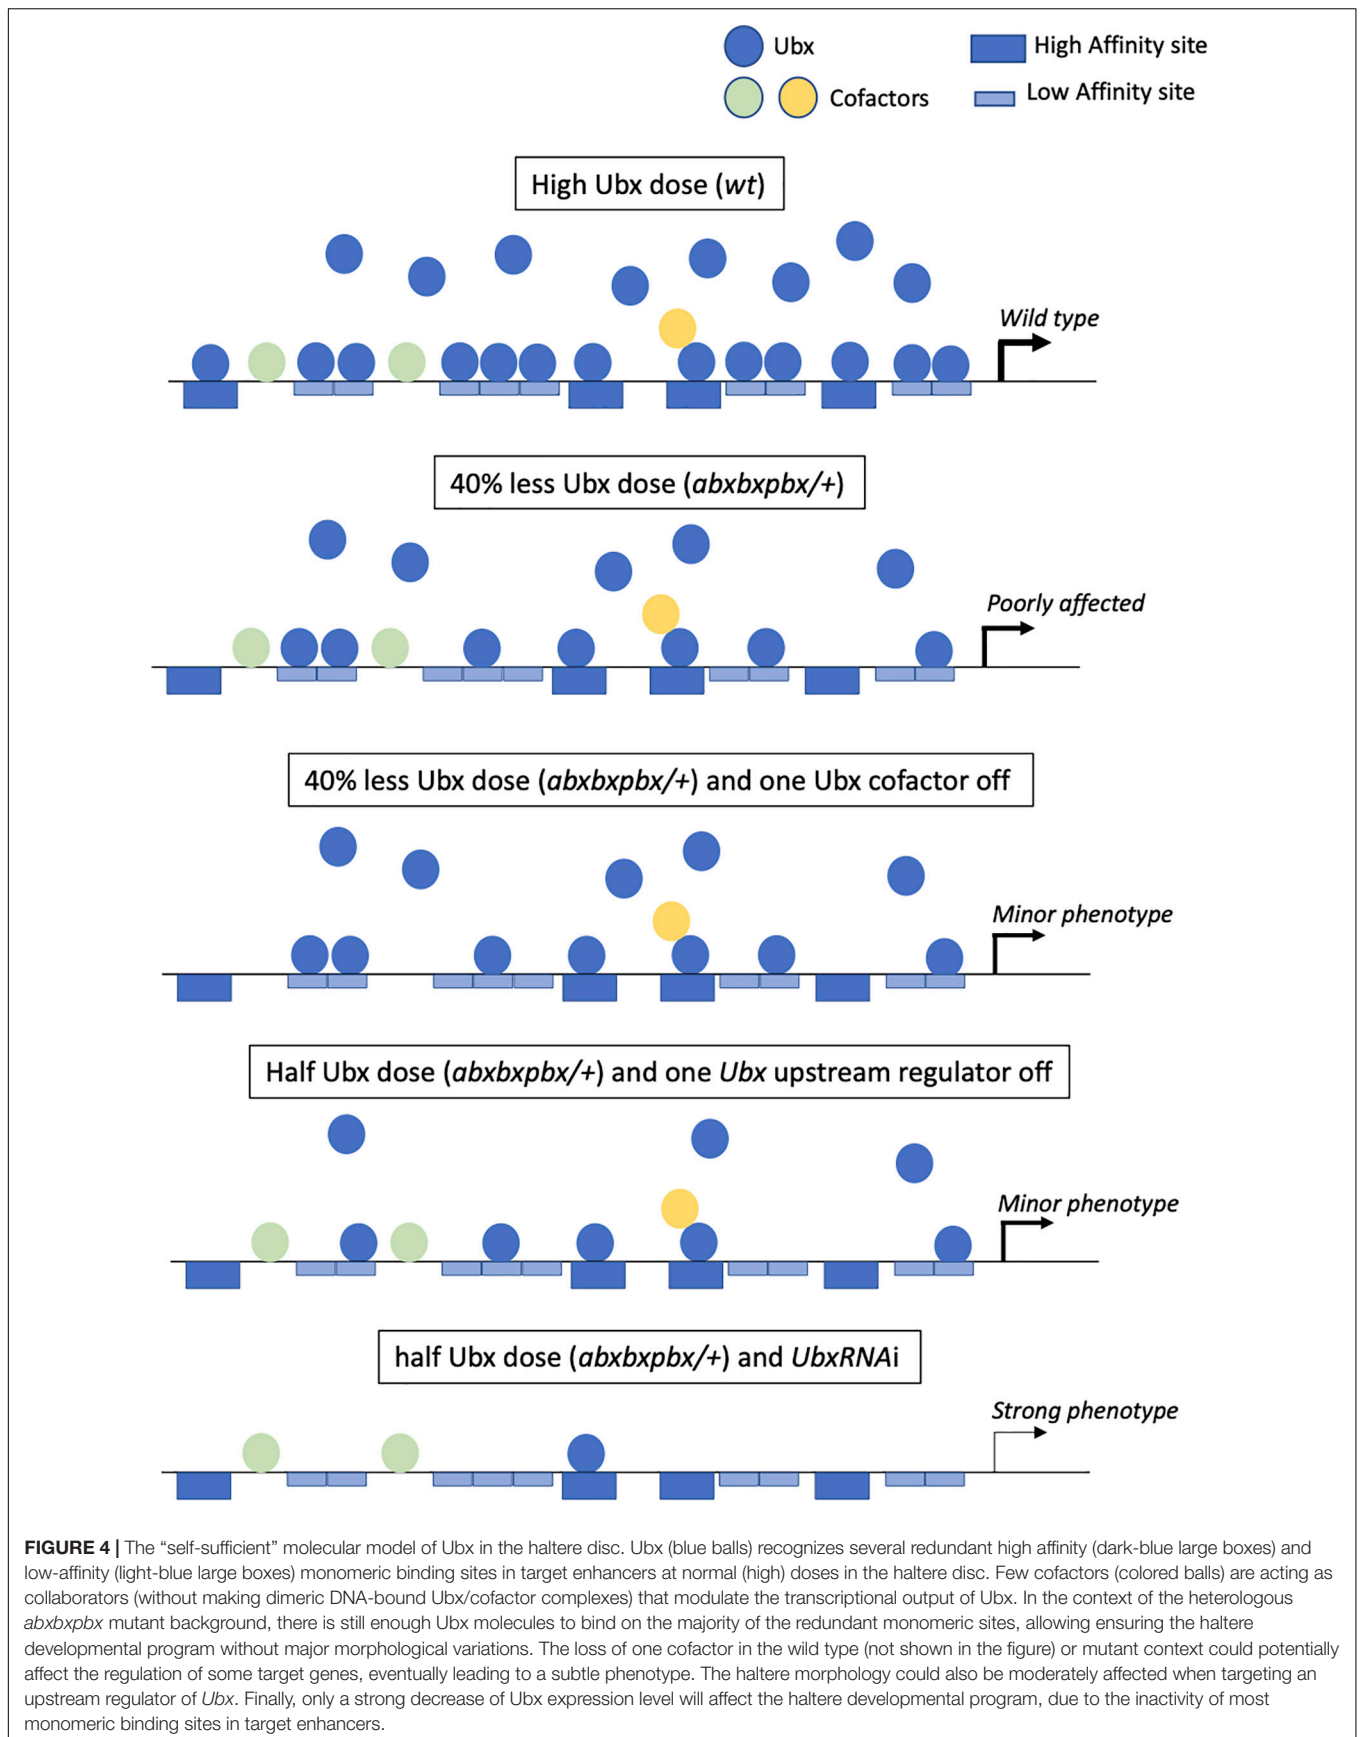 Ubx
High Affinity site
Cofactors
Low Affinity site
High Ubx dose (wt)
Wild type
40% less Ubx dose (abxbxpbx/+)
Poorly affected
40% less Ubx dose (abxbxpbx/+) and one Ubx cofactor off
Minor phenotype
Half Ubx dose (abxbxpbx/+) and one Ubx upstream regulator off
Minor phenotype
half Ubx dose (abxbxpbx/+) and UbxRNAi
Strong phenotype
FIGURE 4 | The “self-sufficient” molecular model of Ubx in the haltere disc. Ubx (blue balls) recognizes several redundant high affinity (dark-blue large boxes) and
low-affinity (light-blue large boxes) monomeric binding sites in target enhancers at normal (high) doses in the haltere disc. Few cofactors (colored balls) are acting as
collaborators (without making dimeric DNA-bound Ubx/cofactor complexes) that modulate the transcriptional output of Ubx. In the context of the heterologous
abxbxpbx mutant background, there is still enough Ubx molecules to bind on the majority of the redundant monomeric sites, allowing ensuring the haltere
developmental program without major morphological variations. The loss of one cofactor in the wild type (not shown in the figure) or mutant context could potentially
affect the regulation of some target genes, eventually leading to a subtle phenotype. The haltere morphology could also be moderately affected when targeting an
upstream regulator of Ubx. Finally, only a strong decrease of Ubx expression level will affect the haltere developmental program, due to the inactivity of most
monomeric binding sites in target enhancers.